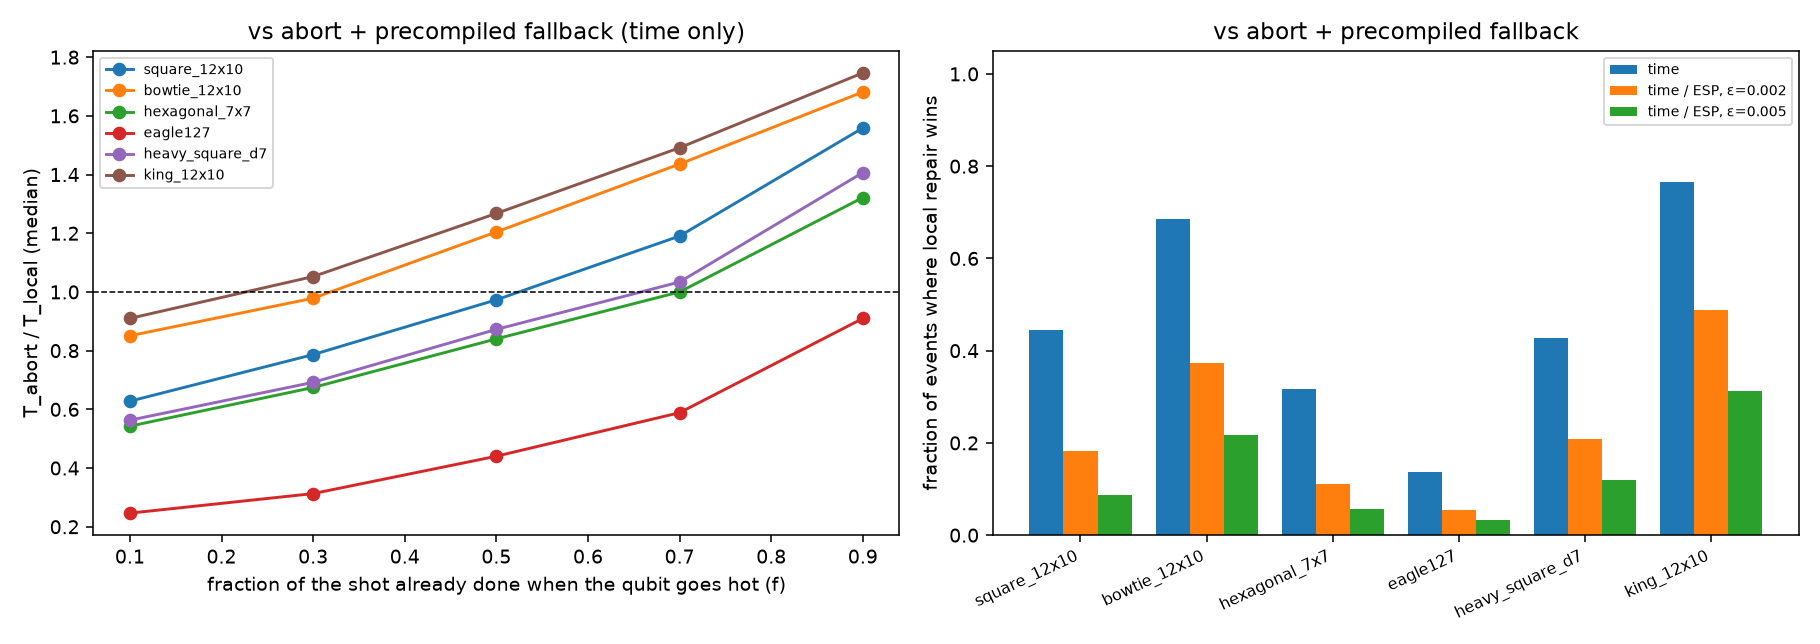 vs abort + precompiled fallback (time only)
T_abort / T_local (median)
1.8
1.6
1.4
1.2
1.0
0.8
0.6
0.4
0.2
square_12x10
bowtie_12x10
hexagonal_7x7
eagle127
heavy_square_d7
king_12x10
0.1 0.2 0.3 0.4 0.5 0.6 0.7 0.8 0.9
fraction of the shot already done when the qubit goes hot (f)
vs abort + precompiled fallback
fraction of events where local repair wins
1.0
0.8
0.6
0.4
0.2
0.0
time
time / ESP, ε=0.002
time / ESP, ε=0.005
square_12x10
bowtie_12x10
hexagonal_7x7
eagle127
heavy_square_d7
king_12x10